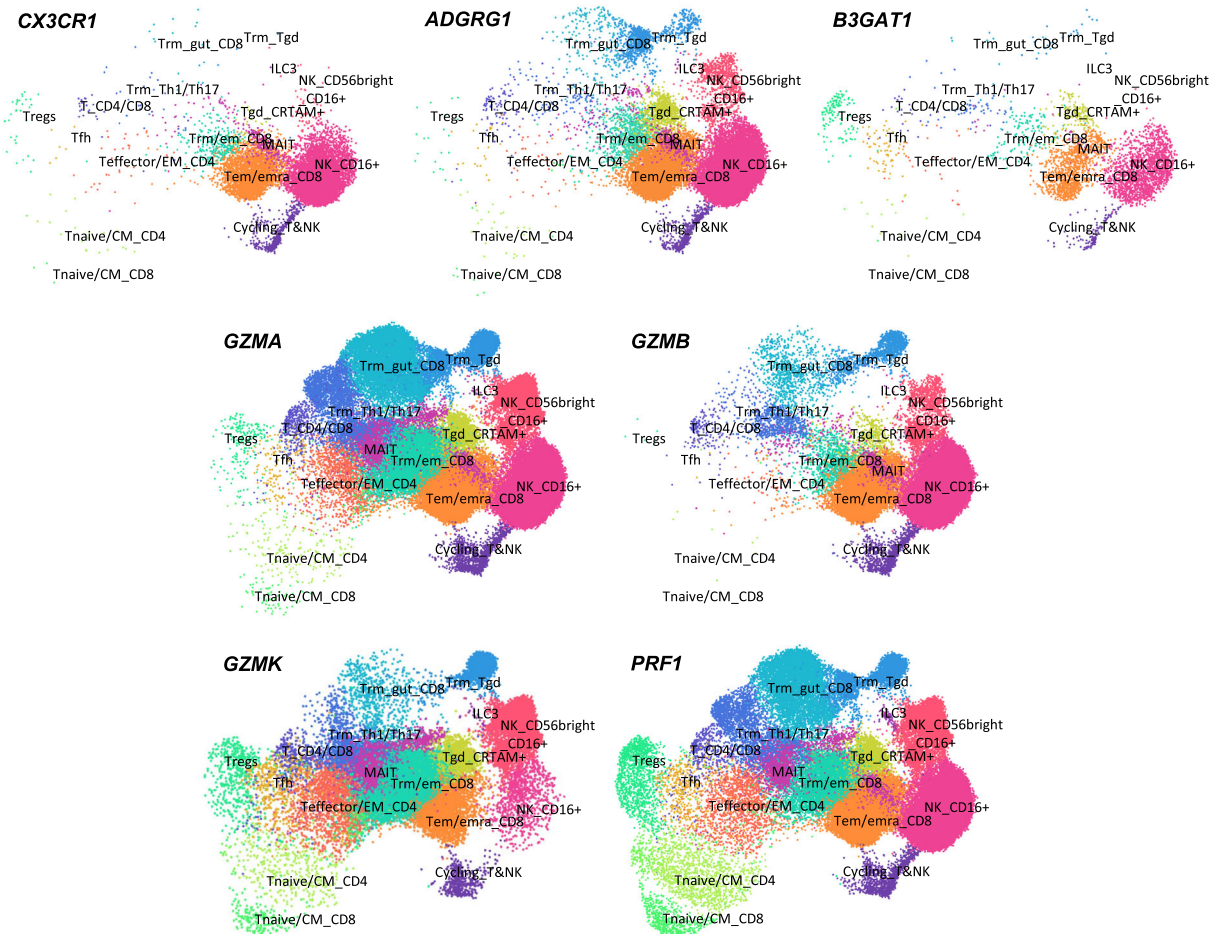 CX3CR1
Trm_gut_CD8
Trm_Tgd
ILC3
NK_CD56bright
_CD16+
Trm_Th1/Th17
T_CD4/CD8
Tregs
Tfh
Tgd_CRTAM+
Trm/em_CD8
MAIT
Teffector/EM_CD4
NK_CD16+
Tem/emra_CD8
Cycling_T&NK
Tnaive/CM_CD4
Tnaive/CM_CD8
ADGRG1
Trm_gut_CD8
Trm_Tgd
ILC3
NK_CD56bright
_CD16+
Trm_Th1/Th17
T_CD4/CD8
Tregs
Tfh
Tgd_CRTAM+
Trm/em_CD8
MAIT
Teffector/EM_CD4
NK_CD16+
Tem/emra_CD8
Cycling_T&NK
Tnaive/CM_CD4
Tnaive/CM_CD8
B3GAT1
Trm_gut_CD8
Trm_Tgd
ILC3
NK_CD56bright
_CD16+
Trm_Th1/Th17
T_CD4/CD8
Tregs
Tfh
Tgd_CRTAM+
Trm/em_CD8
MAIT
Teffector/EM_CD4
NK_CD16+
Tem/emra_CD8
Cycling_T&NK
Tnaive/CM_CD4
Tnaive/CM_CD8
GZMA
Trm_gut_CD8
Trm_Tgd
ILC3
NK_CD56bright
_CD16+
Trm_Th1/Th17
T_CD4/CD8
Tregs
Tfh
Tgd_CRTAM+
MAIT
Trm/em_CD8
Teffector/EM_CD4
NK_CD16+
Tem/emra_CD8
Cycling_T&NK
Tnaive/CM_CD4
Tnaive/CM_CD8
GZMB
Trm_gut_CD8
Trm_Tgd
ILC3
NK_CD56bright
_CD16+
Trm_Th1/Th17
T_CD4/CD8
Tregs
Tfh
Tgd_CRTAM+
Trm/em_CD8
MAIT
Teffector/EM_CD4
NK_CD16+
Tem/emra_CD8
Cycling_T&NK
Tnaive/CM_CD4
Tnaive/CM_CD8
GZMK
Trm_gut_CD8
Trm_Tgd
ILC3
NK_CD56bright
_CD16+
Trm_Th1/Th17
T_CD4/CD8
Tregs
Tfh
Tgd_CRTAM+
MAIT
Trm/em_CD8
Teffector/EM_CD4
NK_CD16+
Tem/emra_CD8
Cycling_T&NK
Tnaive/CM_CD4
Tnaive/CM_CD8
PRF1
Trm_gut_CD8
Trm_Tgd
ILC3
NK_CD56bright
_CD16+
Trm_Th1/Th17
T_CD4/CD8
Tregs
Tfh
Tgd_CRTAM+
MAIT
Trm/em_CD8
Teffector/EM_CD4
NK_CD16+
Tem/emra_CD8
Cycling_T&NK
Tnaive/CM_CD4
Tnaive/CM_CD8